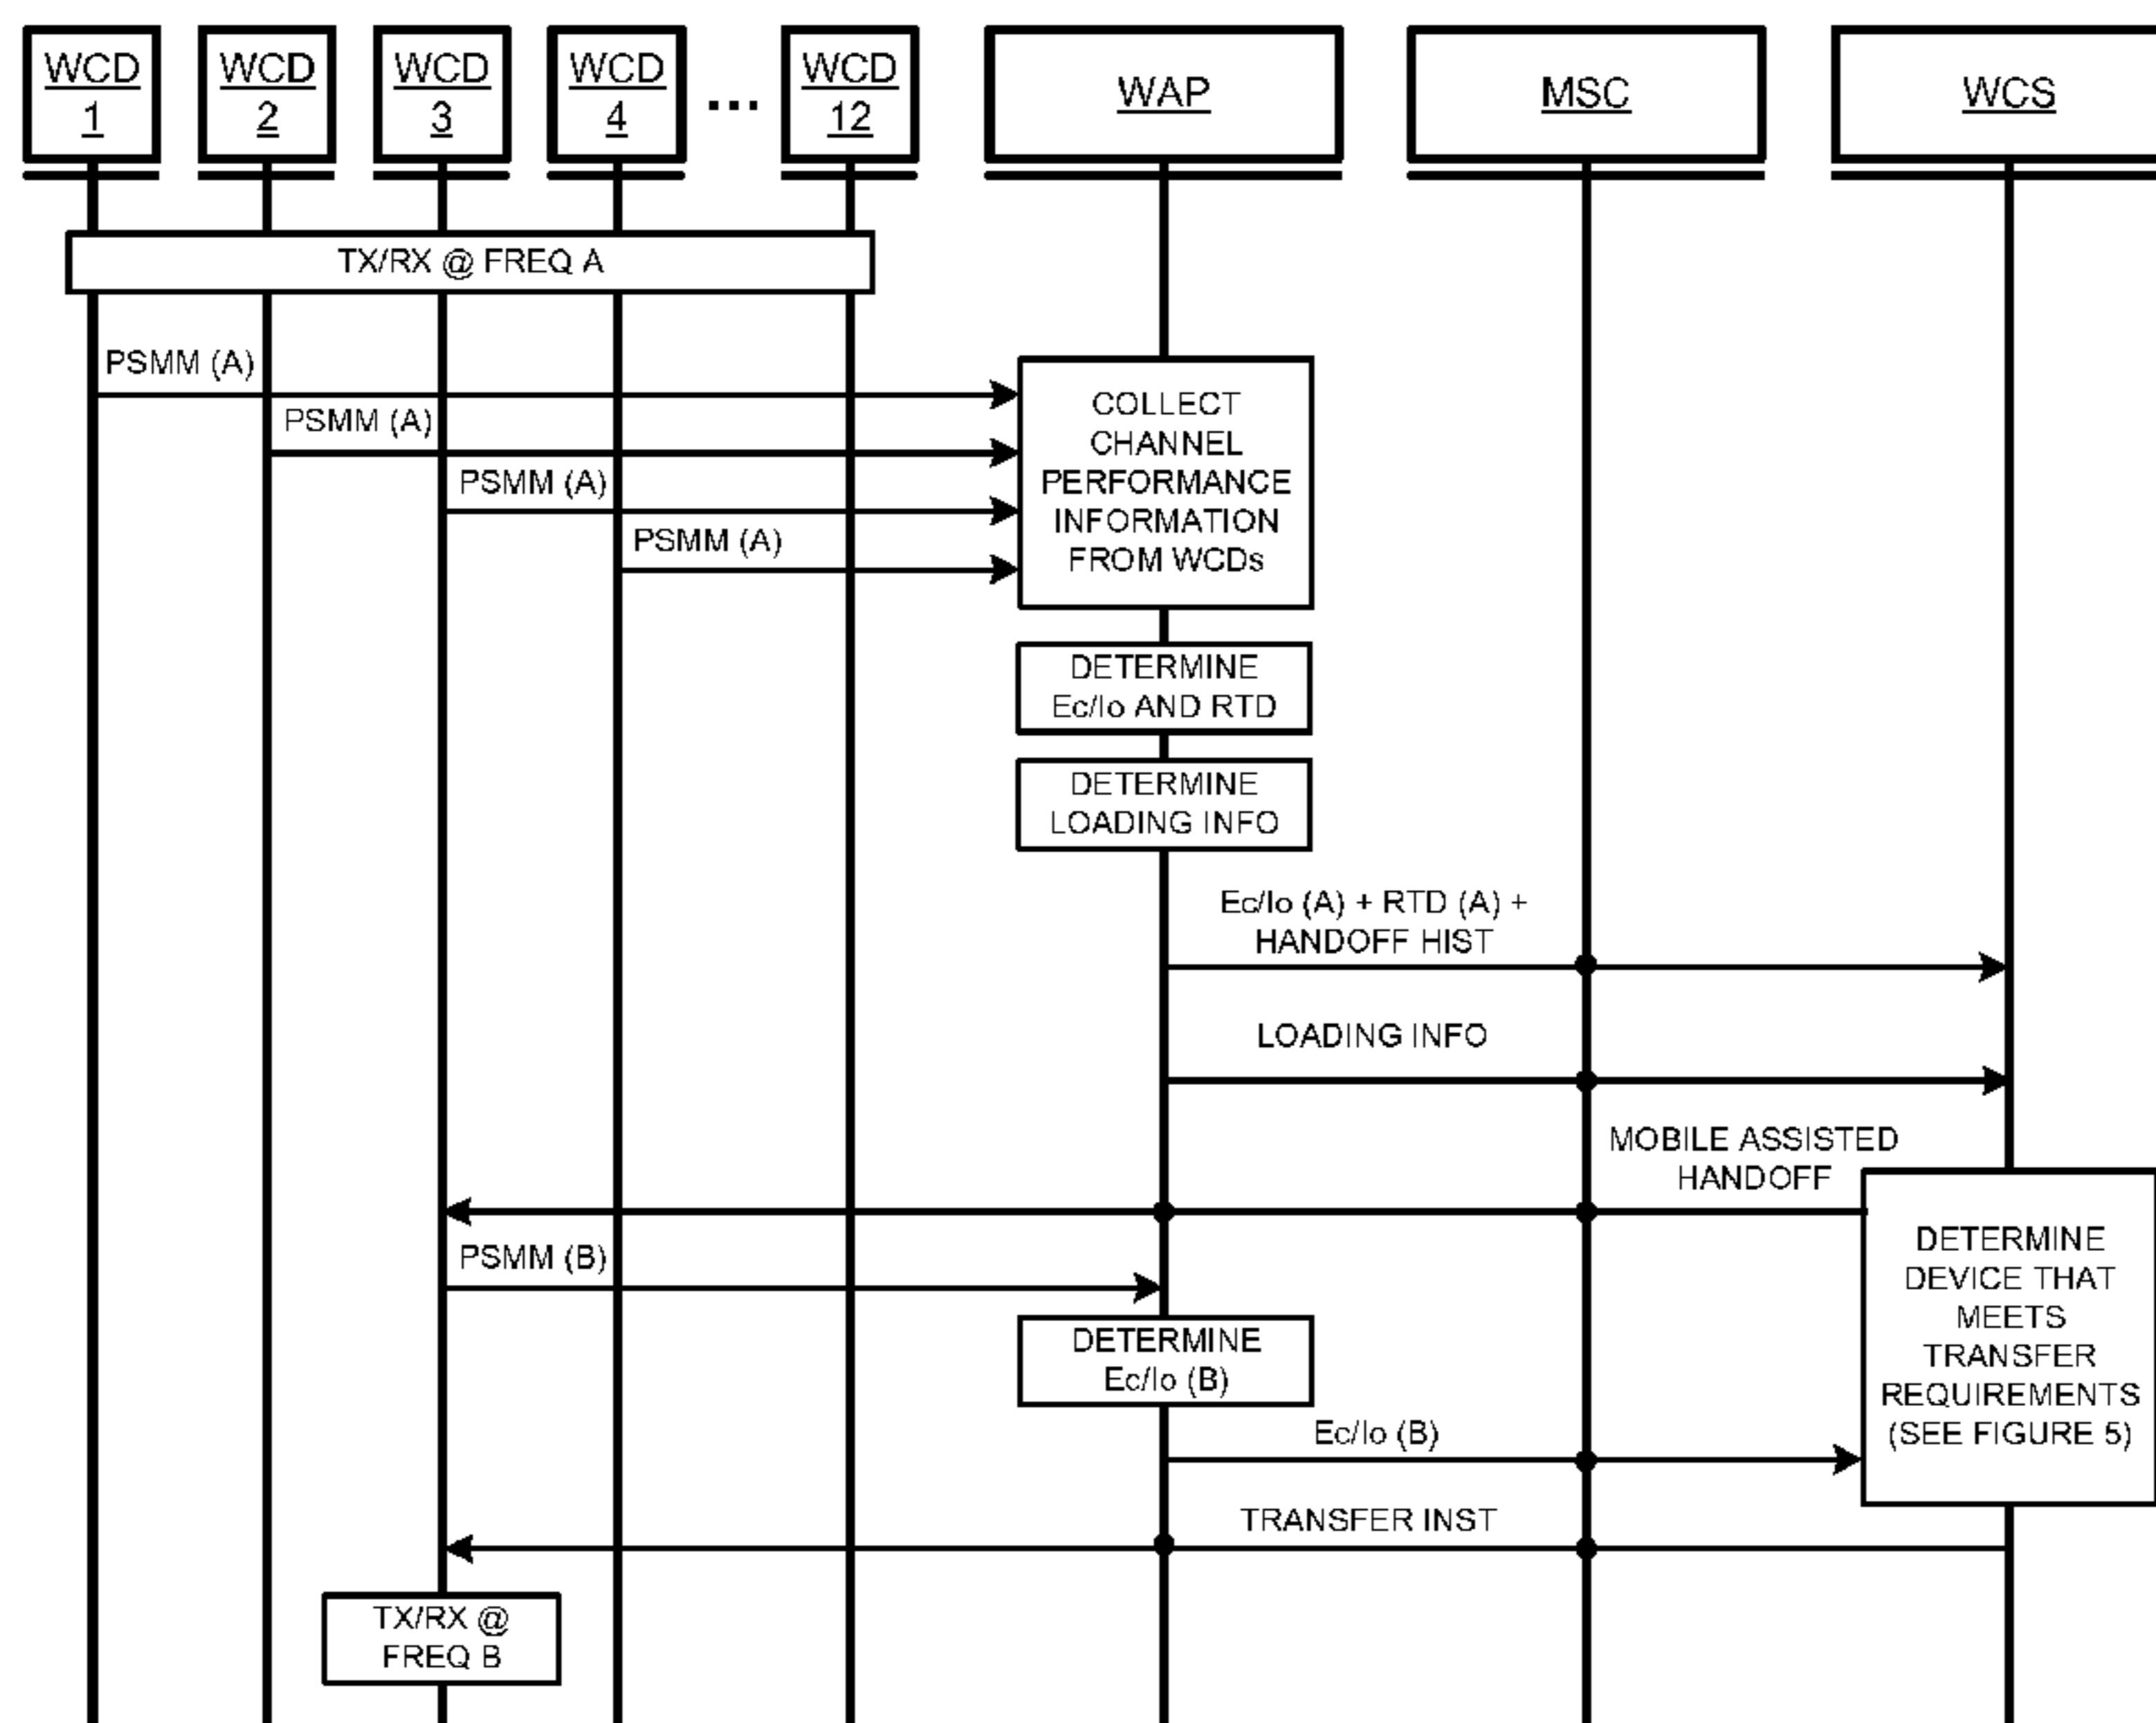 WCD
1
WCD
2
WCD
3
WCD
4
...
WCD
12
WAP
MSC
WCS
TX/RX @ FREQ A
PSMM (A)
PSMM (A)
PSMM (A)
PSMM (A)
COLLECT
CHANNEL
PERFORMANCE
INFORMATION
FROM WCDs
DETERMINE
Ec/Io AND RTD
DETERMINE
LOADING INFO
Ec/Io (A) + RTD (A) +
HANDOFF HIST
LOADING INFO
MOBILE ASSISTED
HANDOFF
PSMM (B)
DETERMINE
DEVICE THAT
MEETS
TRANSFER
REQUIREMENTS
(SEE FIGURE 5)
DETERMINE
Ec/Io (B)
Ec/Io (B)
TRANSFER INST
TX/RX @
FREQ B